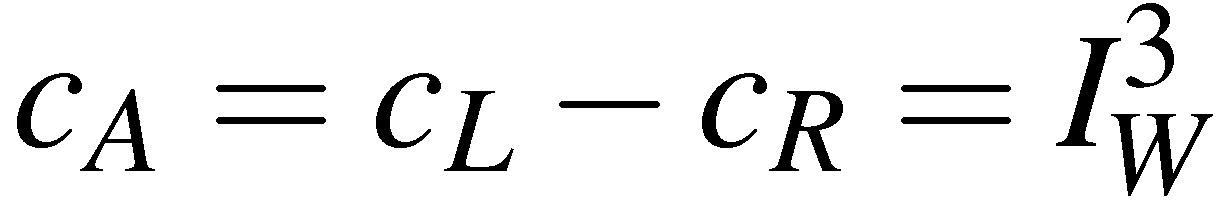 $c_A = c_L - c_R = I_W^3$